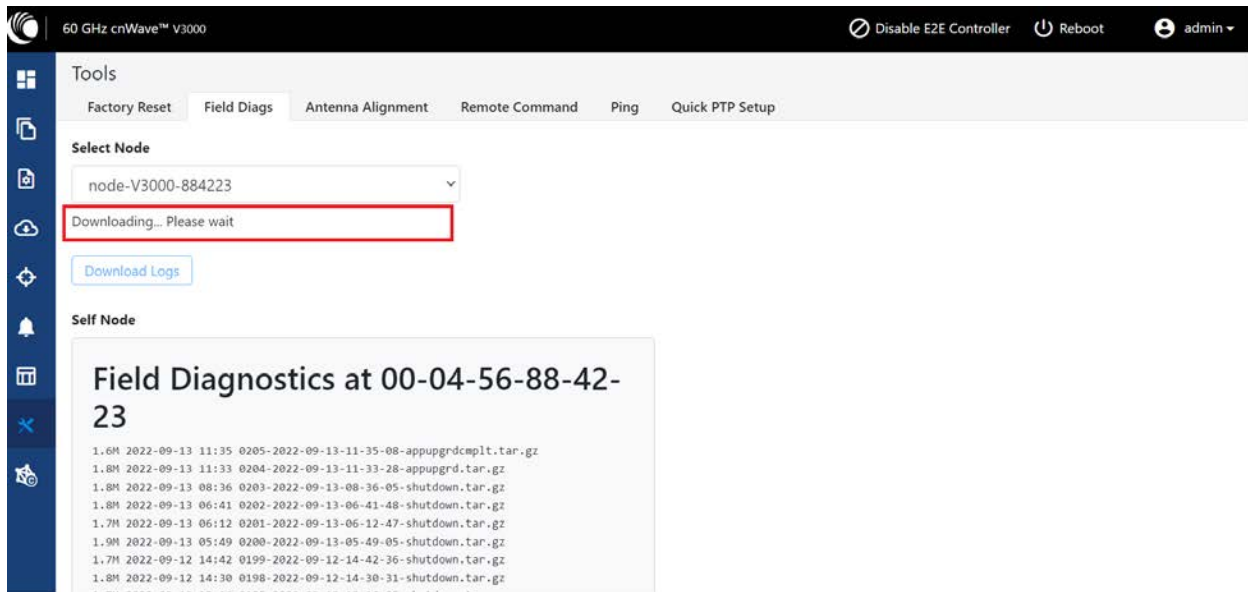 60 GHz cnWave™ V3000
Disable E2E Controller
Reboot
admin
Tools
Factory Reset
Field Diags
Antenna Alignment
Remote Command
Ping
Quick PTP Setup
Select Node
node-V3000-884223
Downloading... Please wait
Download Logs
Self Node
Field Diagnostics at 00-04-56-88-42-
23
1.6M 2022-09-13 11:35 0205-2022-09-13-11-35-08-appupgrdcmplt.tar.gz
1.8M 2022-09-13 11:33 0204-2022-09-13-11-33-28-appupgrd.tar.gz
1.8M 2022-09-13 08:36 0203-2022-09-13-08-36-05-shutdown.tar.gz
1.8M 2022-09-13 06:41 0202-2022-09-13-06-41-48-shutdown.tar.gz
1.7M 2022-09-13 06:12 0201-2022-09-13-06-12-47-shutdown.tar.gz
1.9M 2022-09-13 05:49 0200-2022-09-13-05-49-05-shutdown.tar.gz
1.7M 2022-09-12 14:42 0199-2022-09-12-14-42-36-shutdown.tar.gz
1.8M 2022-09-12 14:30 0198-2022-09-12-14-30-31-shutdown.tar.gz